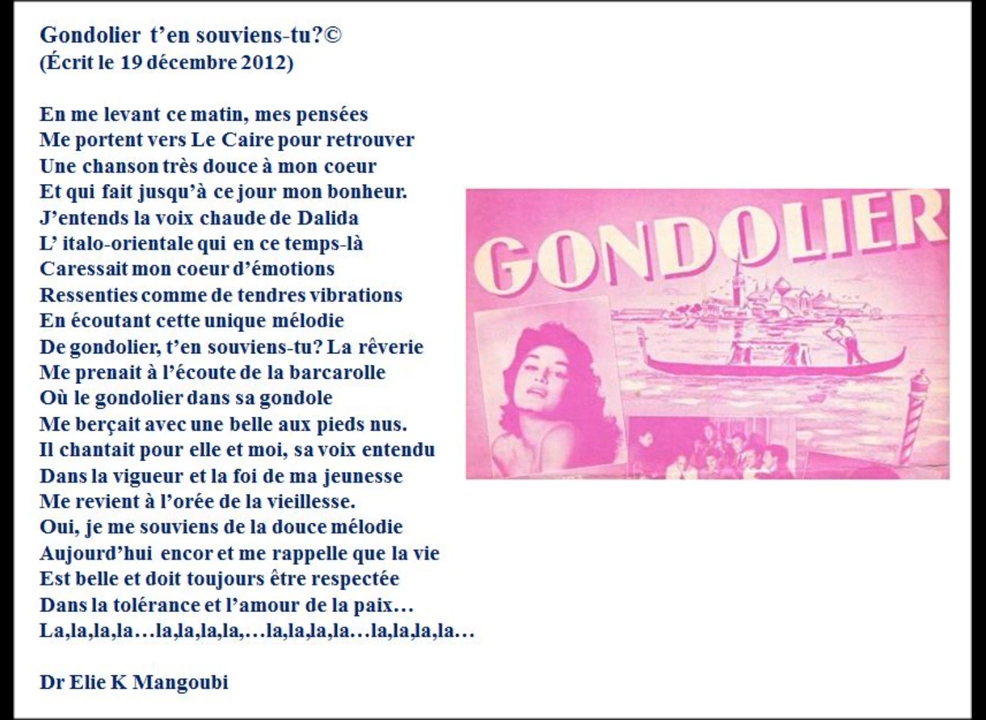 Gondolier t'en souviens-tu?©
(Écrit le 19 décembre 2012)
En me levant ce matin, mes pensées
Me portent vers Le Caire pour retrouver
Une chanson très douce à mon coeur
Et qui fait jusqu'à ce jour mon bonheur.
J'entends la voix chaude de Dalida
L' italo-orientale qui en ce temps-là
Caressait mon coeur d'émotions
Ressenties comme de tendres vibrations
En écoutant cette unique mélodie
De gondolier, t'en souviens-tu? La rêverie
Me prenait à l'écoute de la barcarolle
Où le gondolier dans sa gondole
Me berçait avec une belle aux pieds nus.
Il chantait pour elle et moi, sa voix entendu
Dans la vigueur et la foi de ma jeunesse
Me revient à l'orée de la vieillesse.
Oui, je me souviens de la douce mélodie
Aujourd'hui encor et me rappelle que la vie
Est belle et doit toujours être respectée
Dans la tolérance et l'amour de la paix…
La,la,la,la…la,la,la,la,…la,la,la,la…la,la,la,la…
Dr Elie K Mangoubi
GONDOLIER